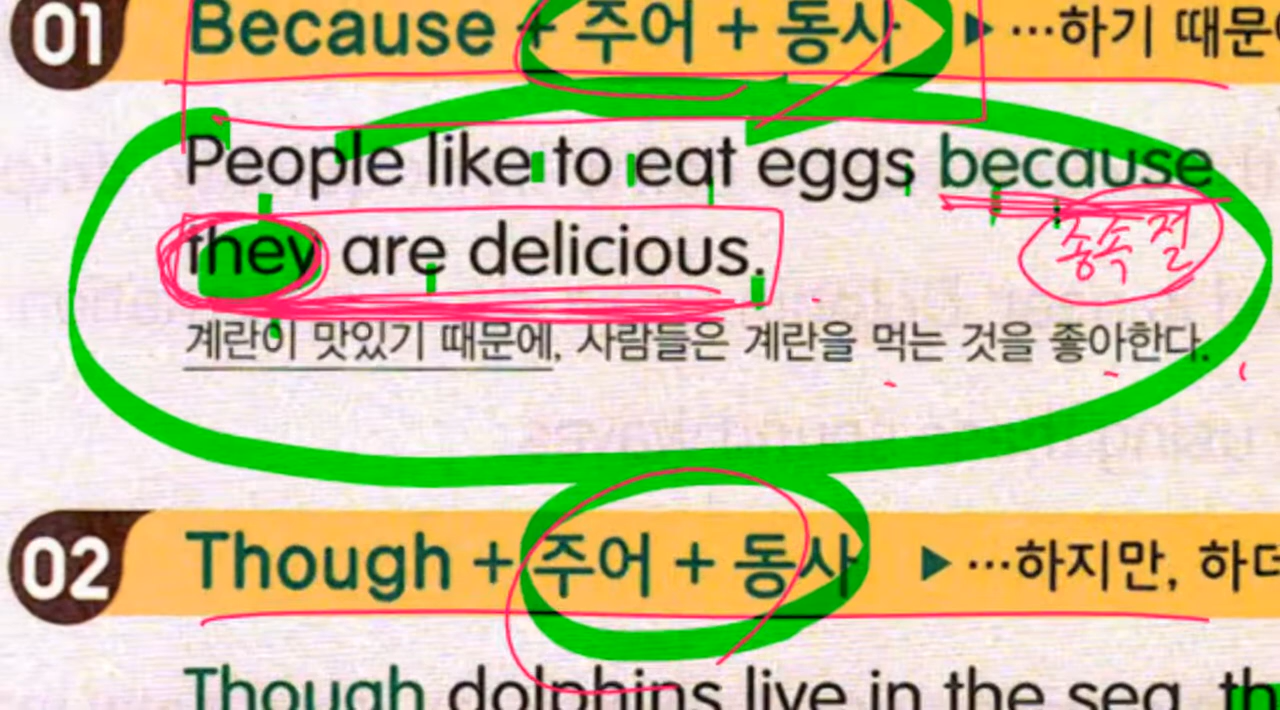 01 Because + 주어 + 동사 ▶ …하기 때문에
People like to eat eggs because
종속절
they are delicious.
계란이 맛있기 때문에, 사람들은 계란을 먹는 것을 좋아한다.
02 Though + 주어 + 동사 ▶ …하지만, 하더
Though dolphins live in the sea, th